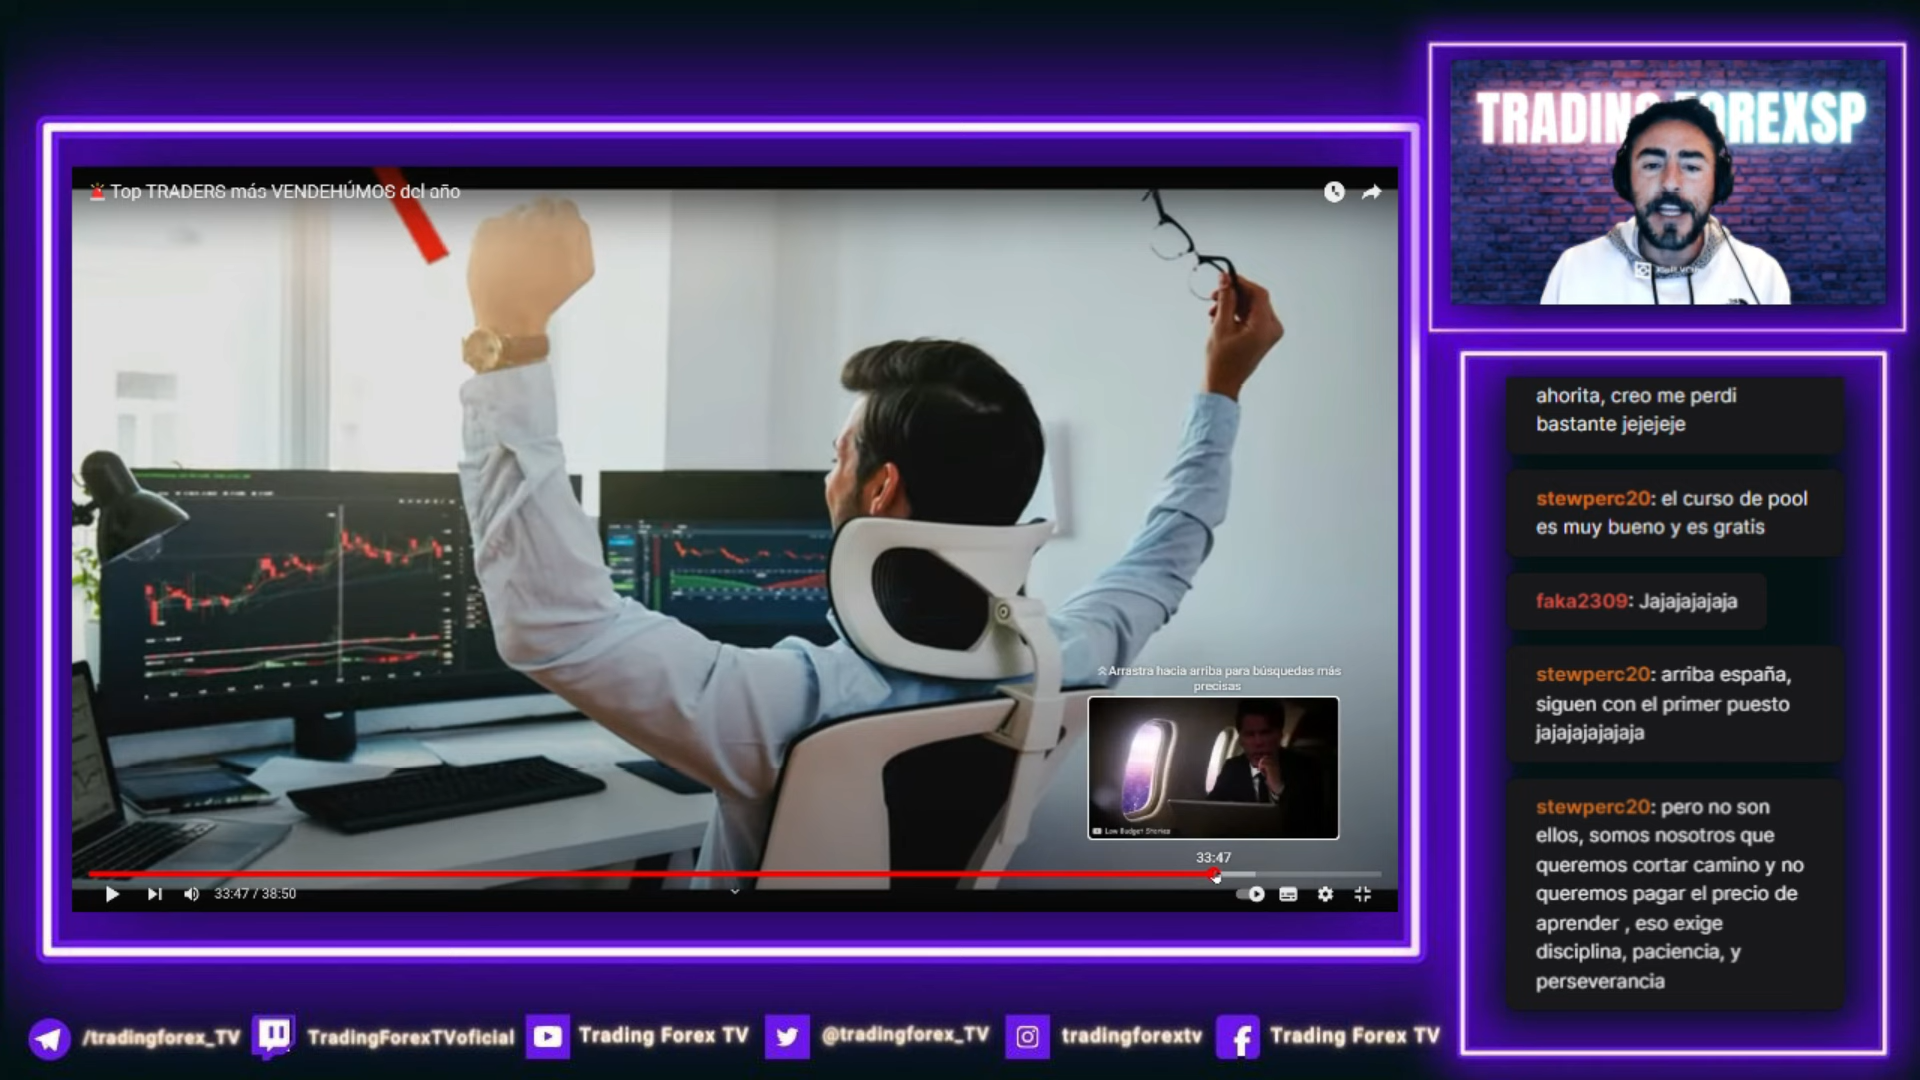 TRADING FOREXSP
🚨 Top TRADERS más VENDEHÚMOS del año
ahorita, creo me perdi
bastante jejejeje
stewperc20: el curso de pool
es muy bueno y es gratis
faka2309: Jajajajajaja
stewperc20: arriba españa,
siguen con el primer puesto
jajajajajajaja
stewperc20: pero no son
ellos, somos nosotros que
queremos cortar camino y no
queremos pagar el precio de
aprender , eso exige
disciplina, paciencia, y
perseverancia
Arrastra hacia arriba para búsquedas más
precisas
Low Budget Stories
33:47
33:47 / 38:50
/tradingforex_TV
TradingForexTVoficial
Trading Forex TV
@tradingforex_TV
tradingforextv
Trading Forex TV